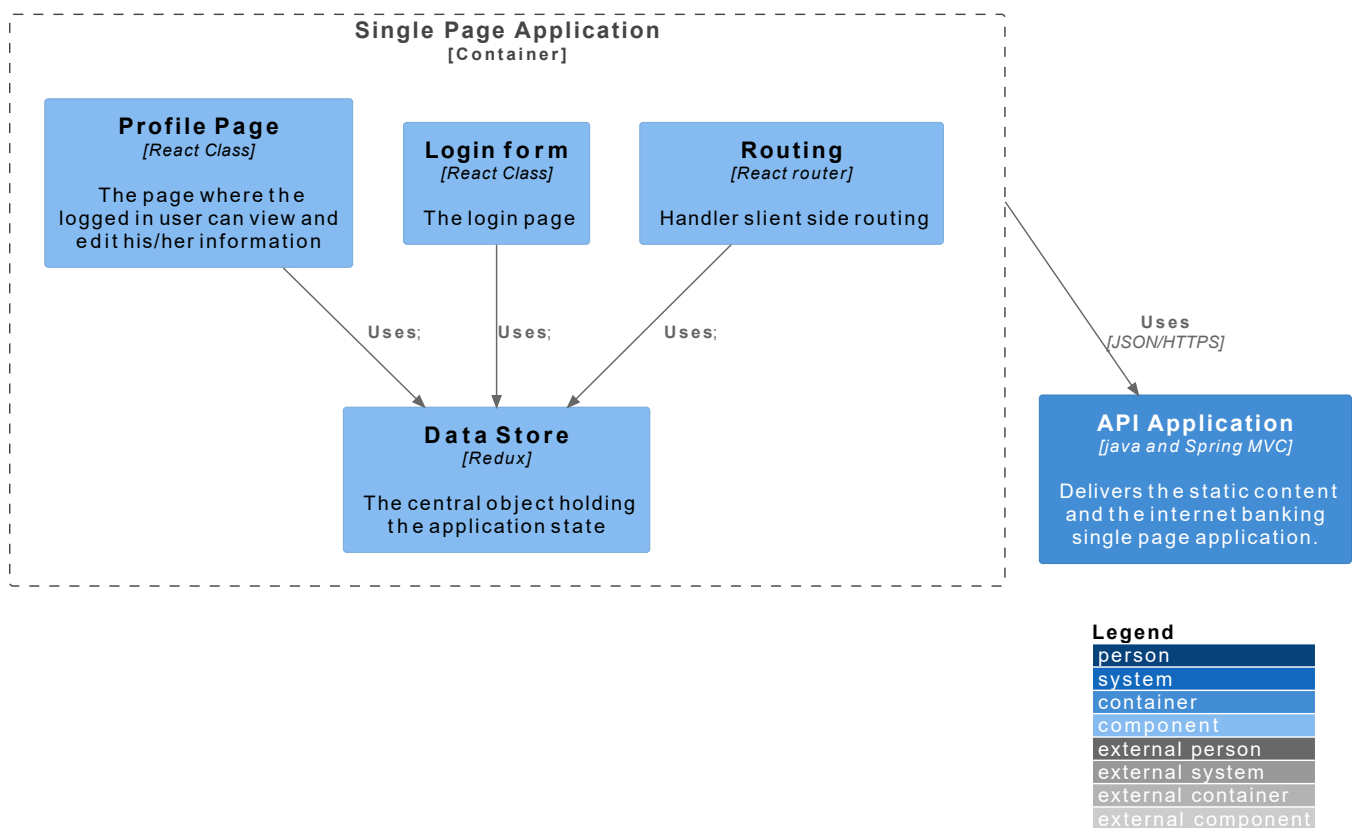 Single Page Application
[Container]
Profile Page
[React Class]
The page where the
logged in user can view and
edit his/her information
Login form
[React Class]
The login page
Routing
[React router]
Handler slient side routing
Uses;
Uses;
Uses;
Uses
[JSON/HTTPS]
Data Store
[Redux]
The central object holding
the application state
API Application
[java and Spring MVC]
Delivers the static content
and the internet banking
single page application.
Legend
person
system
container
component
external person
external system
external container
external component